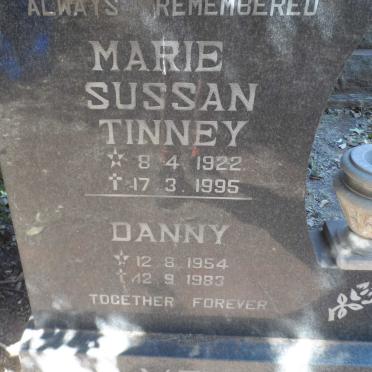 ALWAYS REMEMBERED
MARIE
SUSSAN
TINNEY
☆ 8 4 1922
✝ 17.3.1995
DANNY
☆ 12.8.1954
✝ 12.9.1983
TOGETHER FOREVER